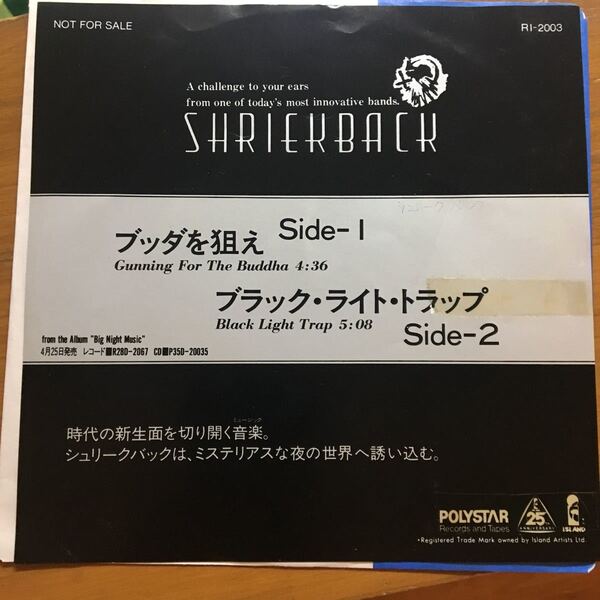 NOT FOR SALE
RI-2003
A challenge to your ears
from one of today's most innovative bands.
SHRIEKBACK
ブッダを狙え Side-1
Gunning For The Buddha 4:36
ブラック・ライト・トラップ
Black Light Trap 5:08
Side-2
from the Album "Big Night Music"
4月25日発売 レコード■R28D-2067 CD■P35D-20035
ミュージック
時代の新生面を切り開く音楽。
シュリークバックは、ミステリアスな夜の世界へ誘い込む。
POLYSTAR
Records and Tapes
25
ANNIVERSARY
ISLAND
•Registered Trade Mark owned by Island Artists Ltd.